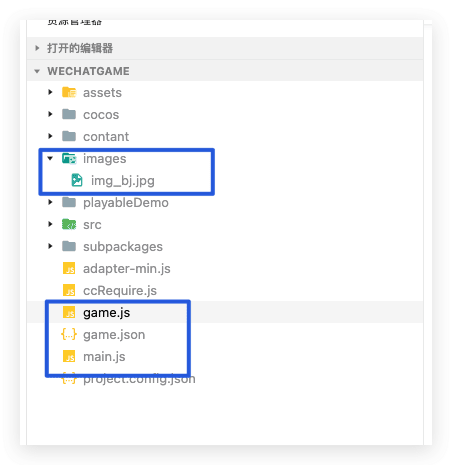 资源管理器
打开的编辑器
WECHATGAME
assets
cocos
contant
images
img_bj.jpg
playableDemo
src
subpackages
JS adapter-min.js
JS ccRequire.js
JS game.js
{..} game.json
JS main.js
{..} project.config.json